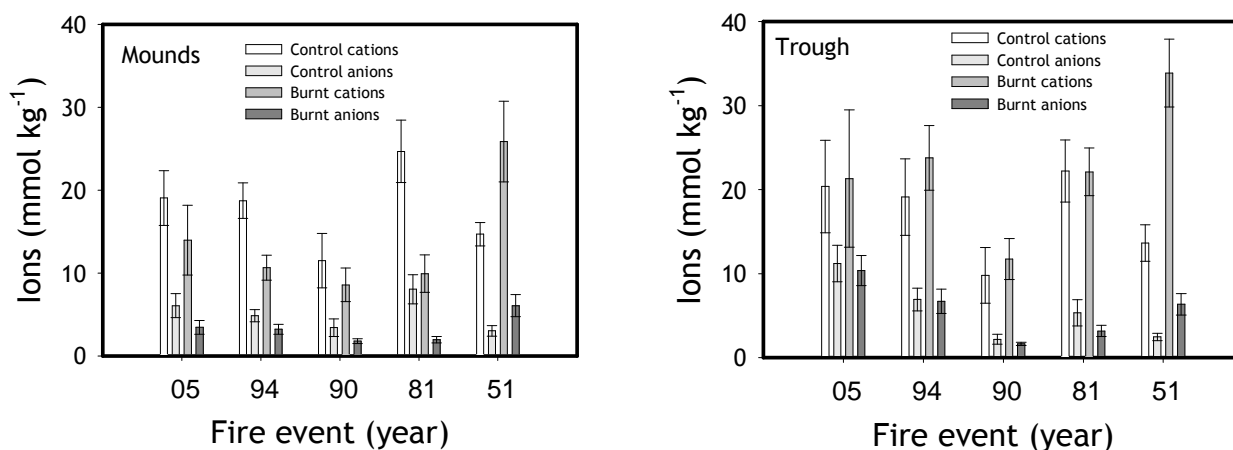 Mounds
Control cations
Control anions
Burnt cations
Burnt anions
Ions (mmol kg-1)
40
30
20
10
0
05 94 90 81 51
Fire event (year)
Trough
Control cations
Control anions
Burnt cations
Burnt anions
Ions (mmol kg-1)
40
30
20
10
0
05 94 90 81 51
Fire event (year)